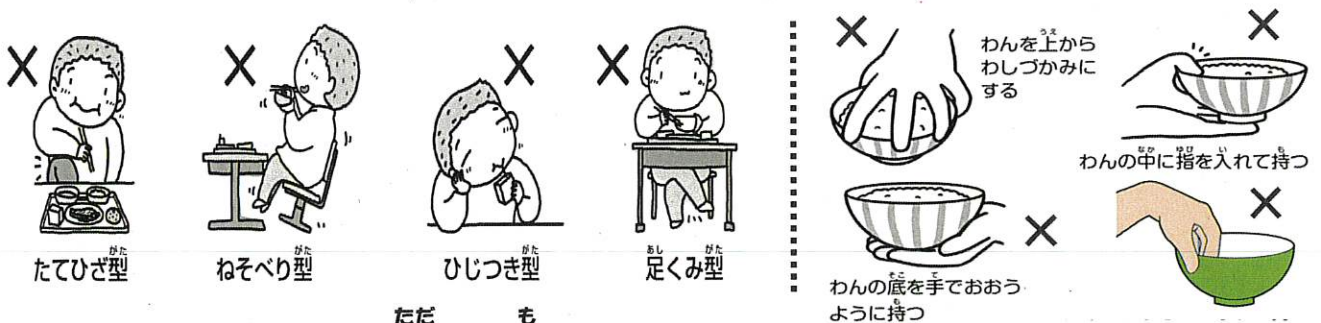 たてひざ型
ねそべり型
ひじつき型
足くみ型
ただ も
わんを上から
わしづかみに
する
わんの中に指を入れて持つ
わんの底を手でおおう
ように持つ